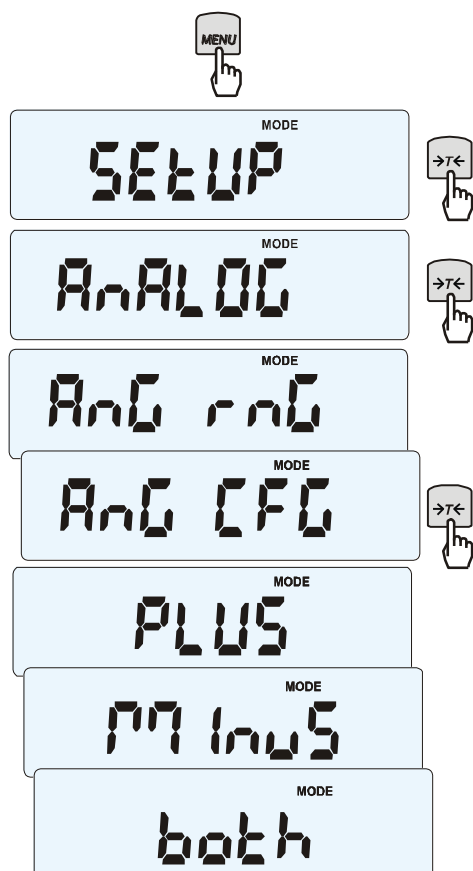 MENU
MODE
SEtUP
→T←
MODE
AnALOG
→T←
MODE
AnG rnG
MODE
AnG CFG
→T←
MODE
PLUS
MODE
MInuS
MODE
both